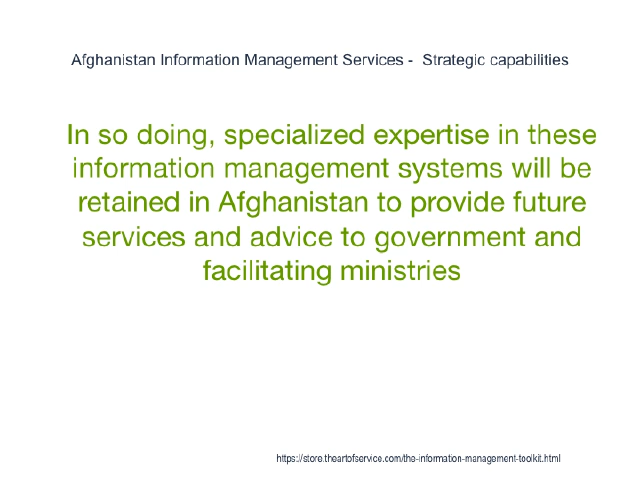 Afghanistan Information Management Services -  Strategic capabilities
In so doing, specialized expertise in these
information management systems will be
retained in Afghanistan to provide future
services and advice to government and
facilitating ministries
https://store.theartofservice.com/the-information-management-toolkit.html